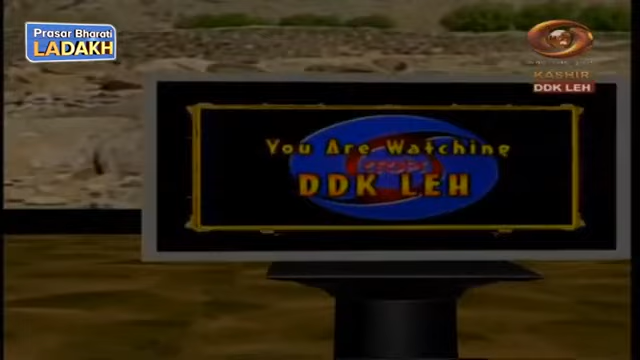 Prasar Bharati
LADAKH
KASHIR
DDK LEH
You Are Watching
DDK LEH